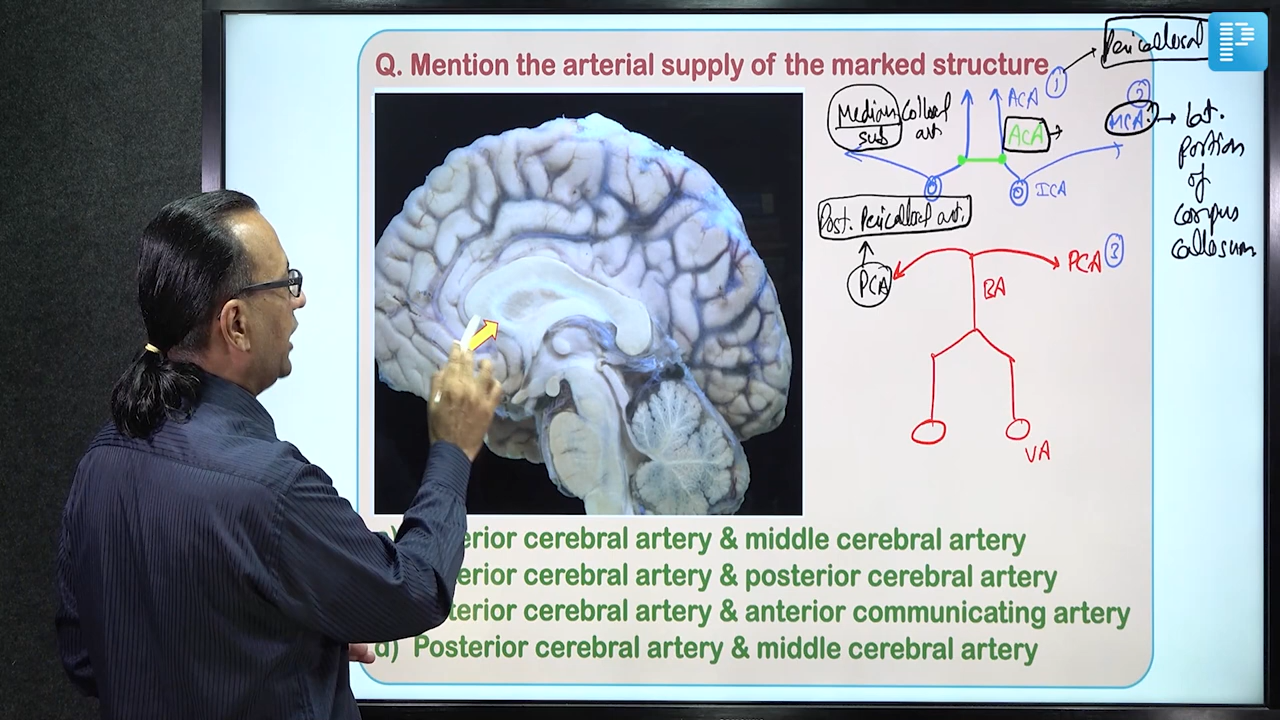 Q. Mention the arterial supply of the marked structure
Pericallosal
P
Median Callosal
sub art
ACA 1
ACA
2
MCA
Lat.
portion
of
corpus
callosum
ICA
Post. Pericallosal art.
PCA
PCA 3
BA
VA
erior cerebral artery & middle cerebral artery
erior cerebral artery & posterior cerebral artery
terior cerebral artery & anterior communicating artery
d) Posterior cerebral artery & middle cerebral artery